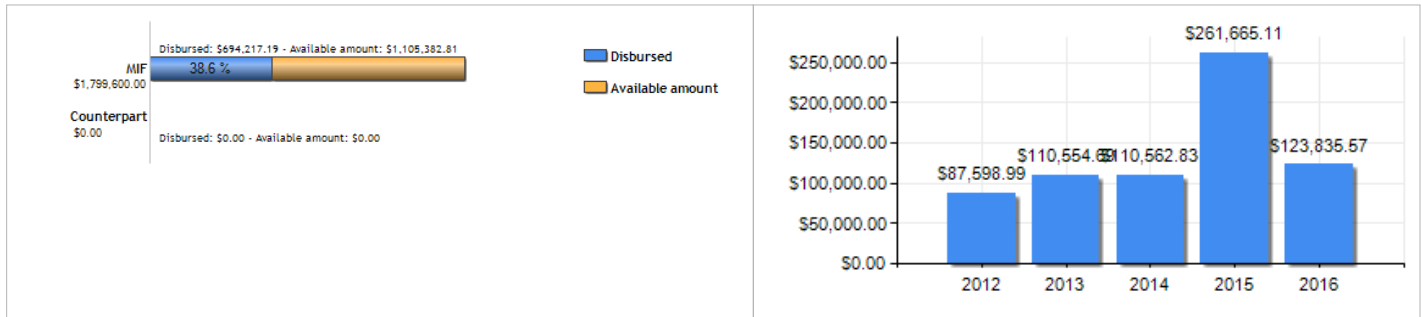 Disbursed: $694,217.19 - Available amount: $1,105,382.81
MIF
38.6 %
$1,799,600.00
Counterpart
$0.00
Disbursed: $0.00 - Available amount: $0.00
Disbursed
Available amount
$261,665.11
$250,000.00
$200,000.00
$150,000.00
$110,554.69
$110,562.83
$123,835.57
$87,598.99
$100,000.00
$50,000.00
$0.00
2012 2013 2014 2015 2016